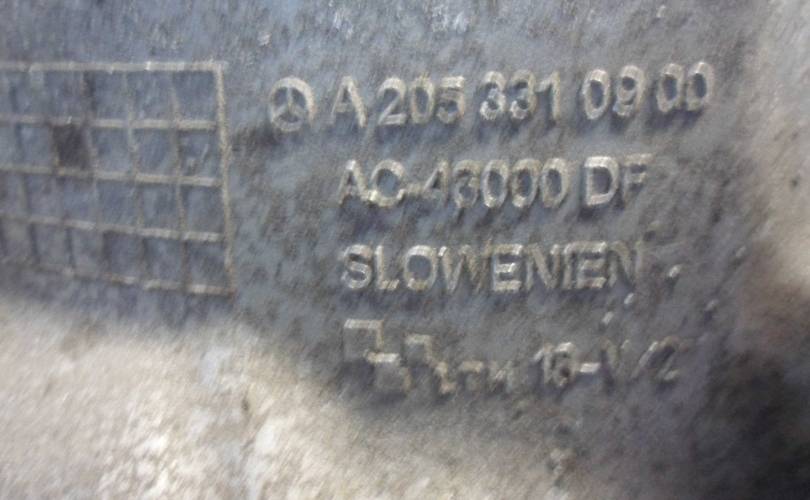 A 205 331 09 00
AC-43000 DF
SLOWENIEN